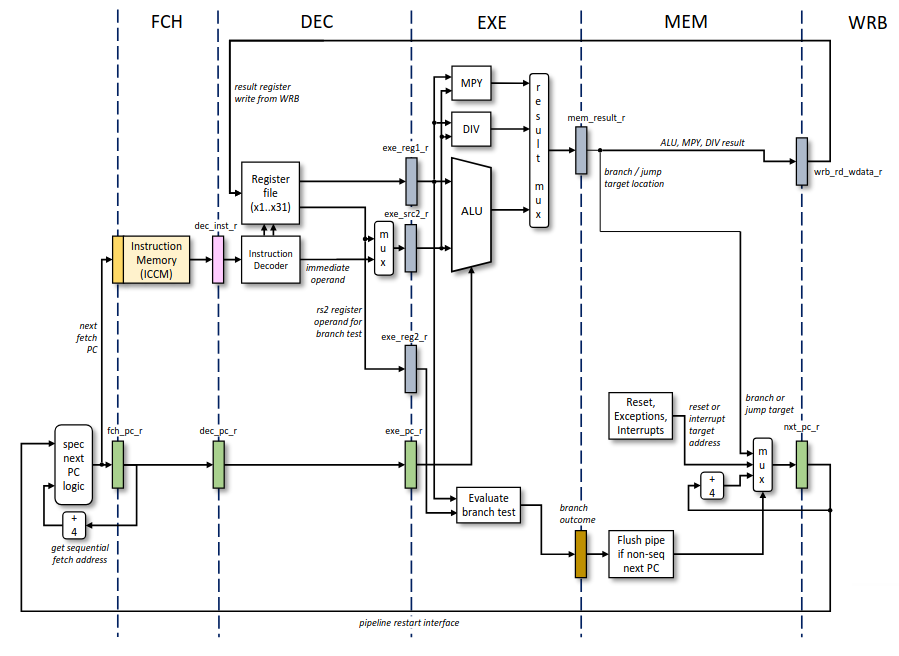 FCH
DEC
EXE
MEM
WRB
result register
write from WRB
MPY
DIV
ALU
r
e
s
u
l
t
m
u
x
mem_result_r
ALU, MPY, DIV result
wrb_rd_wdata_r
branch / jump
target location
exe_reg1_r
Register
file
(x1..x31)
exe_src2_r
dec_inst_r
m
u
x
Instruction
Memory
(ICCM)
Instruction
Decoder
immediate
operand
rs2 register
operand for
branch test
next
fetch
PC
exe_reg2_r
Reset,
Exceptions,
Interrupts
reset or
interrupt
target
address
branch or
jump target
nxt_pc_r
fch_pc_r
dec_pc_r
exe_pc_r
spec
next
PC
logic
m
u
x
+
4
Evaluate
branch test
branch
outcome
+
4
get sequential
fetch address
Flush pipe
if non-seq
next PC
pipeline restart interface